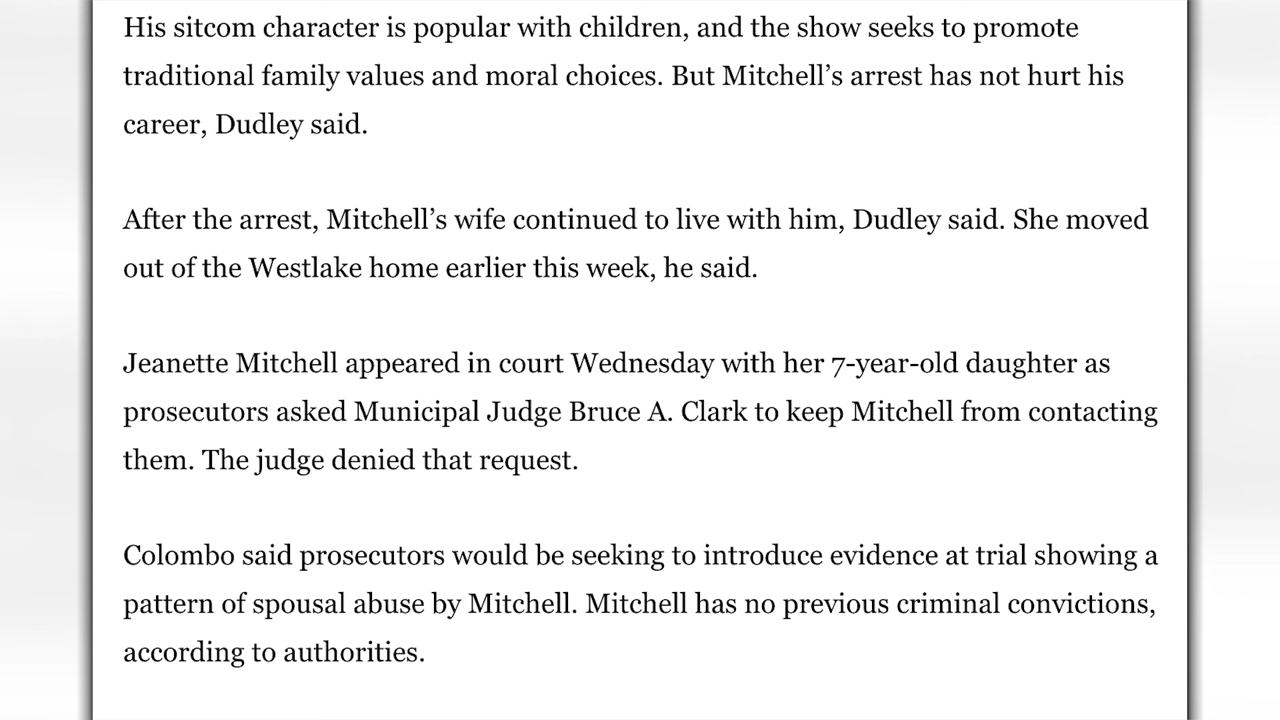 His sitcom character is popular with children, and the show seeks to promote
traditional family values and moral choices. But Mitchell’s arrest has not hurt his
career, Dudley said.
After the arrest, Mitchell’s wife continued to live with him, Dudley said. She moved
out of the Westlake home earlier this week, he said.
Jeanette Mitchell appeared in court Wednesday with her 7-year-old daughter as
prosecutors asked Municipal Judge Bruce A. Clark to keep Mitchell from contacting
them. The judge denied that request.
Colombo said prosecutors would be seeking to introduce evidence at trial showing a
pattern of spousal abuse by Mitchell. Mitchell has no previous criminal convictions,
according to authorities.